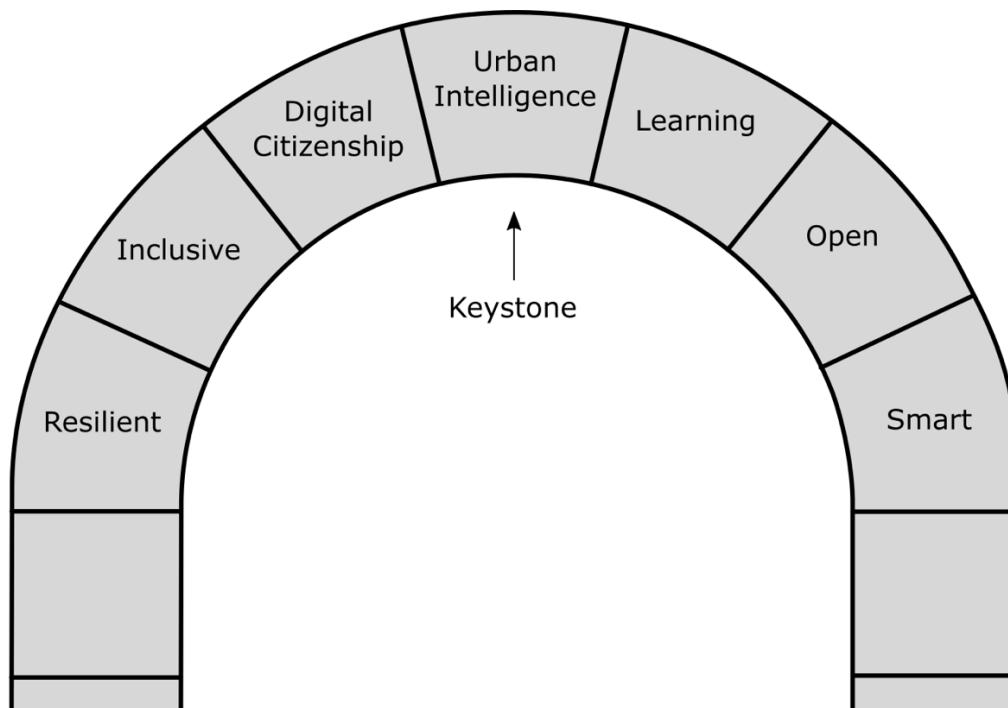 Urban
Intelligence
Digital
Citizenship
Learning
Inclusive
Open
Keystone
Resilient
Smart